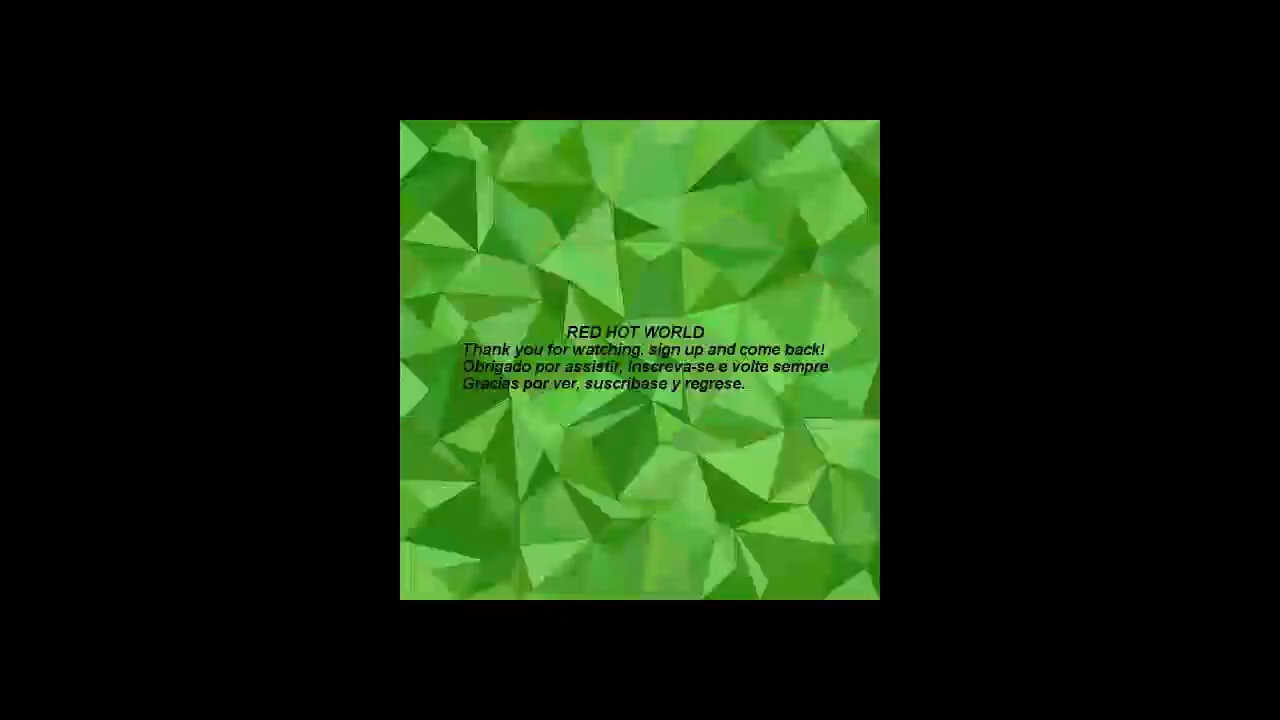 RED HOT WORLD
Thank you for watching, sign up and come back!
Obrigado por assistir, inscreva-se e volte sempre
Gracias por ver, suscribase y regrese.